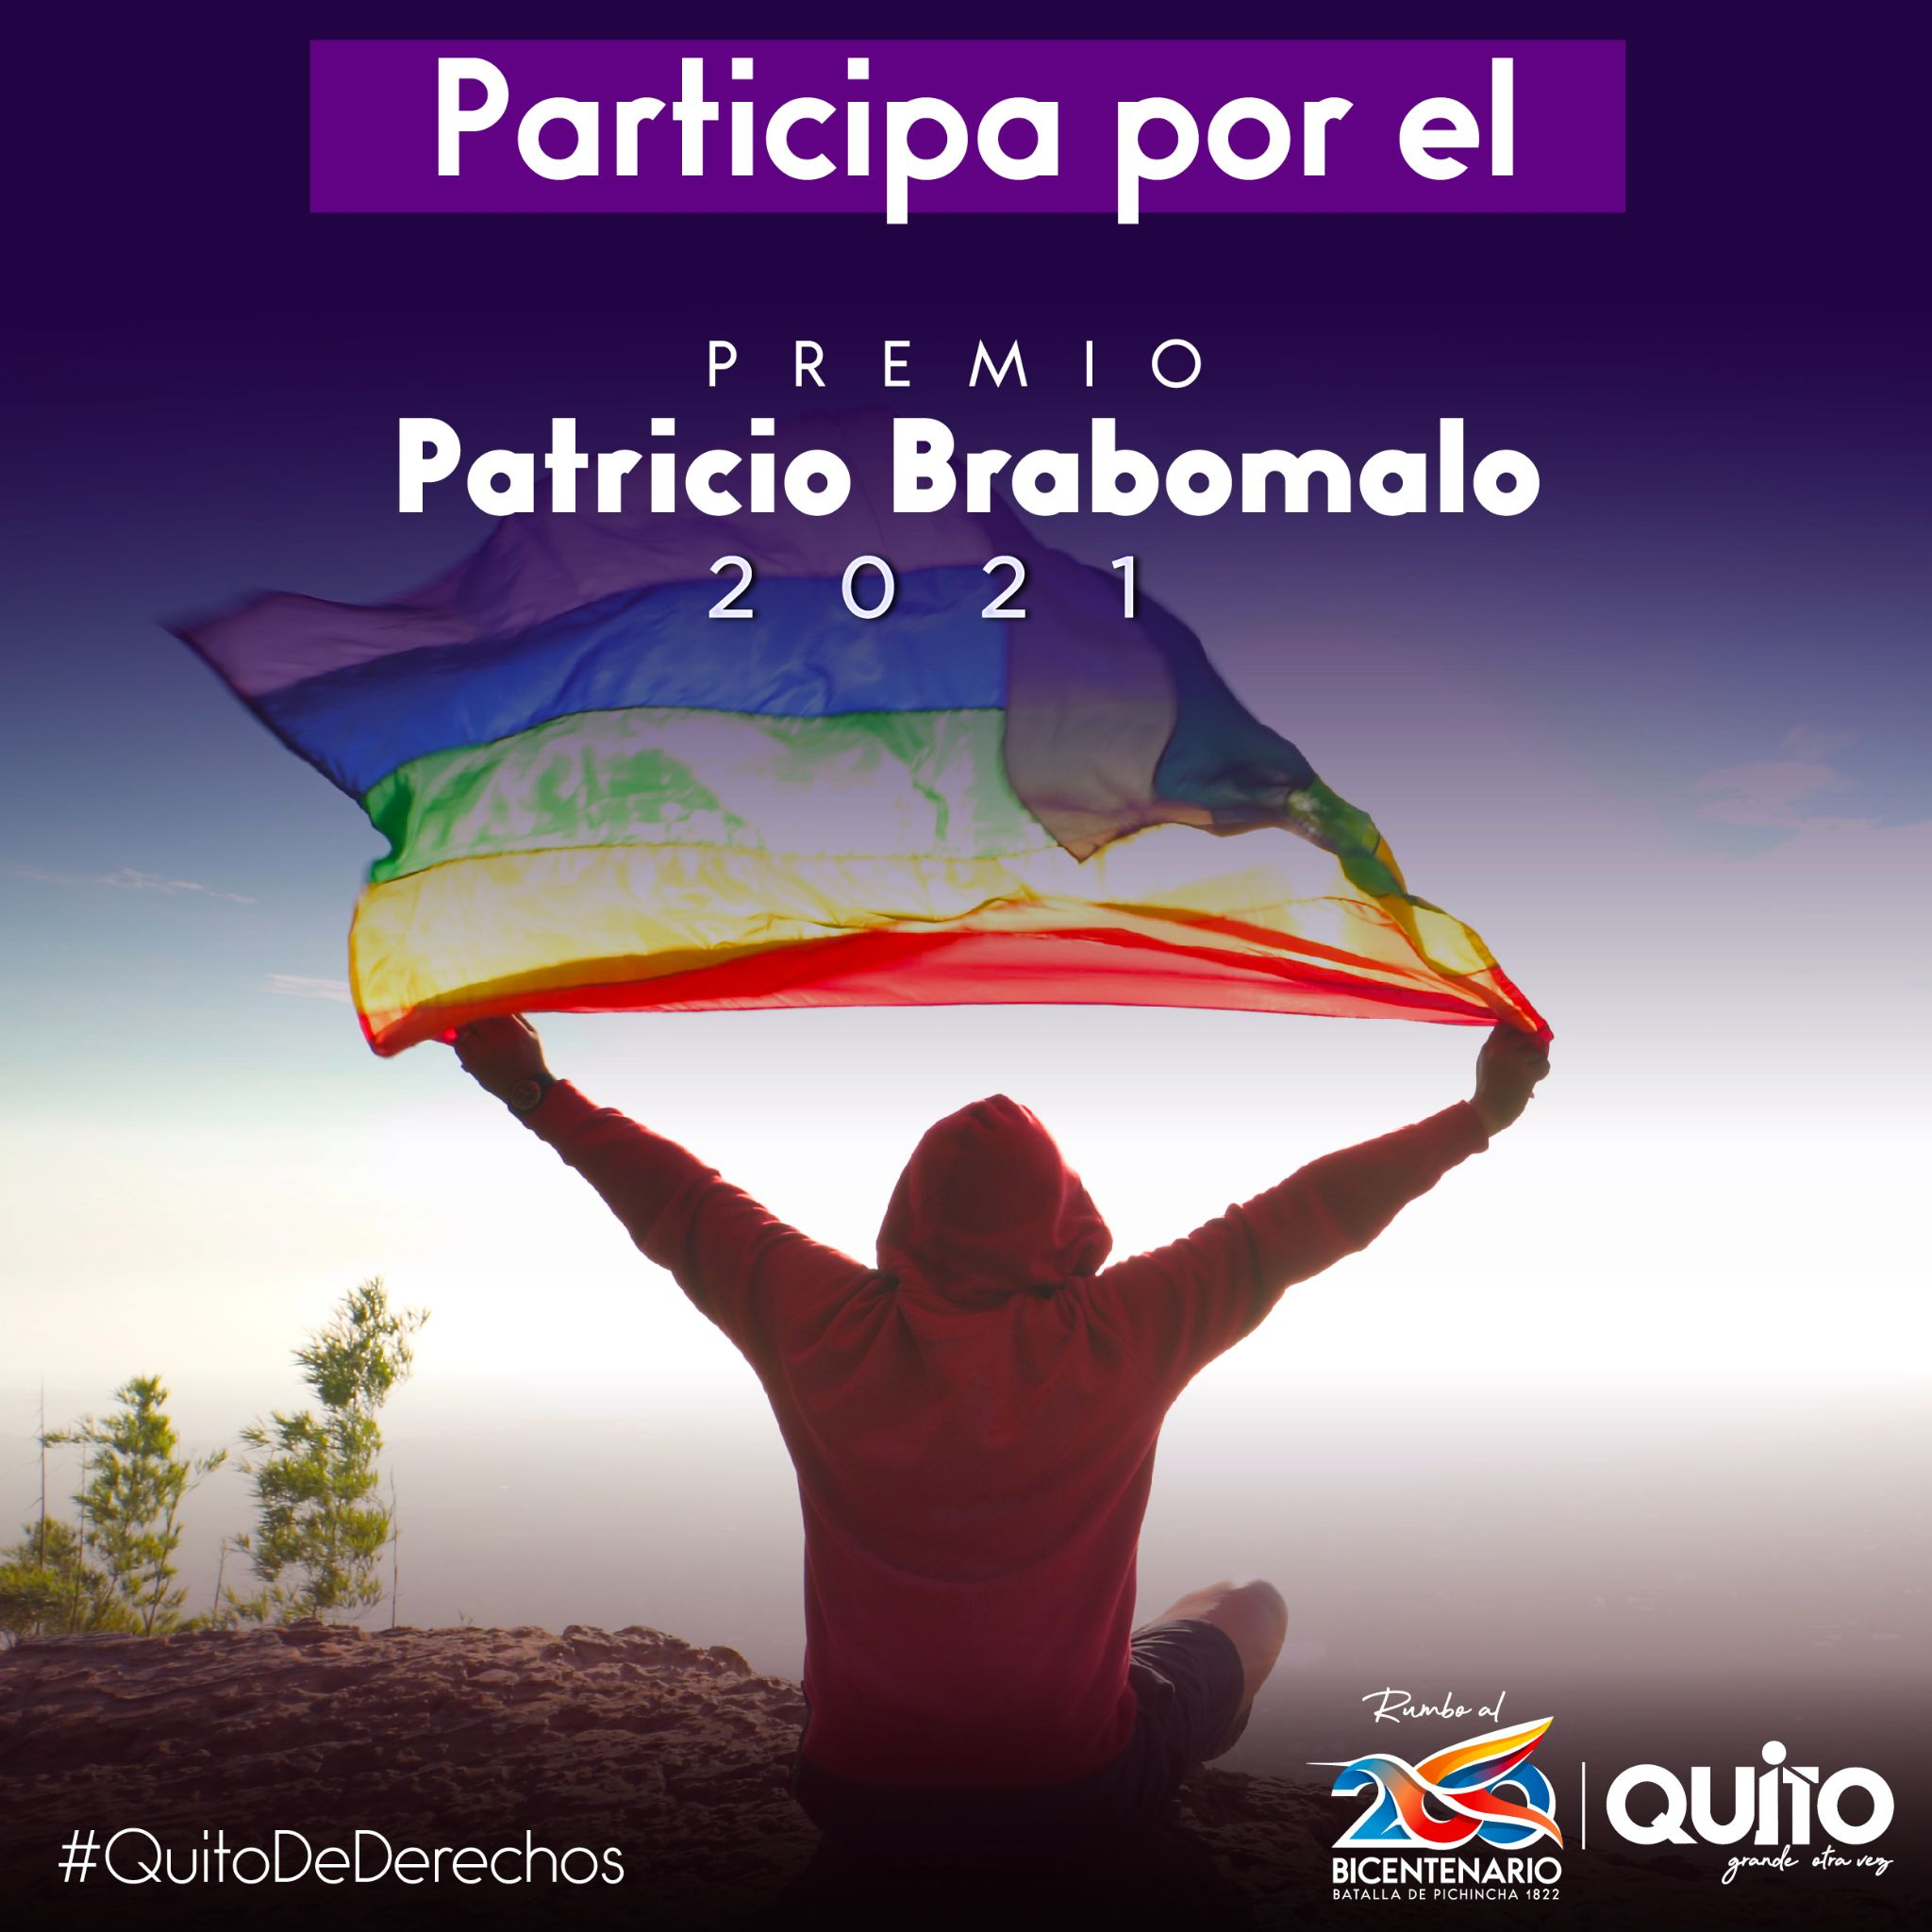 Participa por el
PREMIO
Patricio Brabomalo
2021
#QuitoDeDerechos
Rumbo al
200
BICENTENARIO
BATALLA DE PICHINCHA 1822
QUITO
grande otra vez